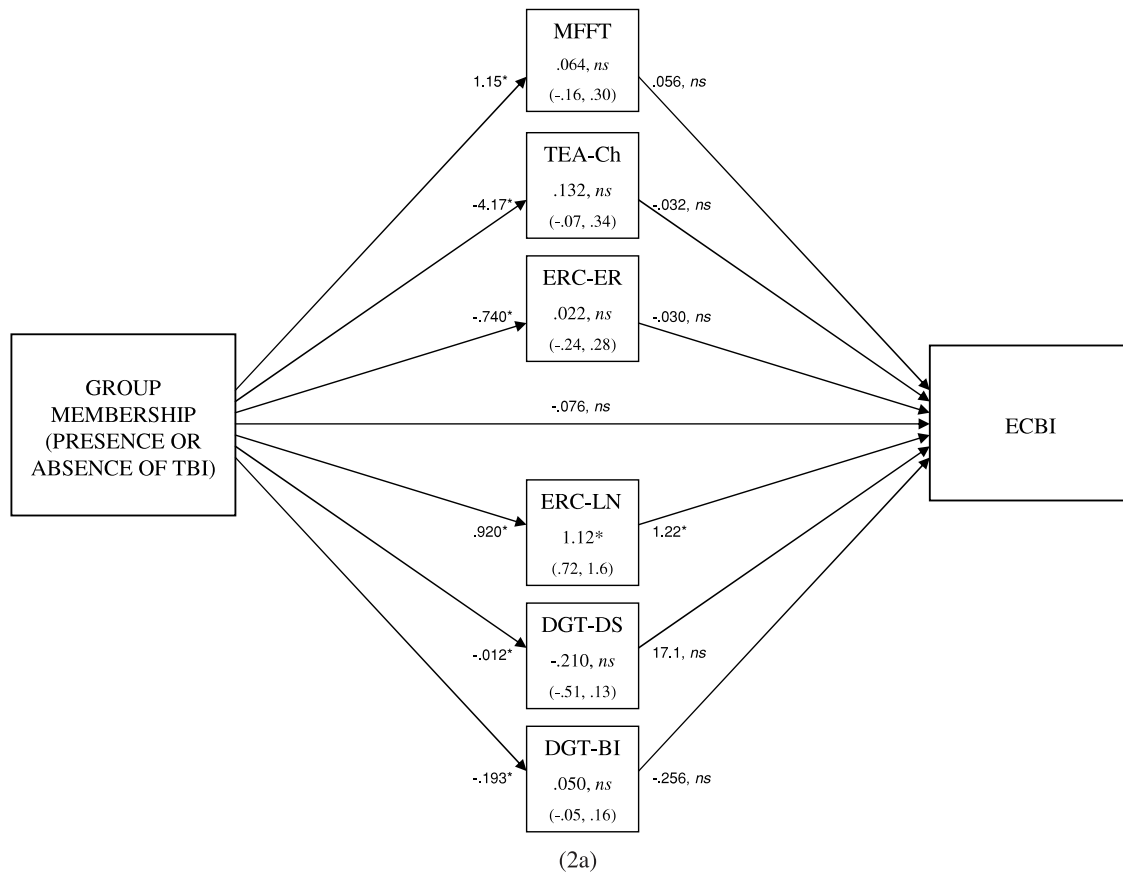 MFFT
.064, ns
(-.16, .30)
1.15*
.056, ns
TEA-Ch
.132, ns
(-.07, .34)
-4.17*
-.032, ns
ERC-ER
.022, ns
(-.24, .28)
-.740*
-.030, ns
GROUP
MEMBERSHIP
(PRESENCE OR
ABSENCE OF TBI)
-.076, ns
ECBI
ERC-LN
1.12*
(.72, 1.6)
.920*
1.22*
DGT-DS
-.210, ns
(-.51, .13)
-.012*
17.1, ns
DGT-BI
.050, ns
(-.05, .16)
-.193*
-.256, ns
(2a)